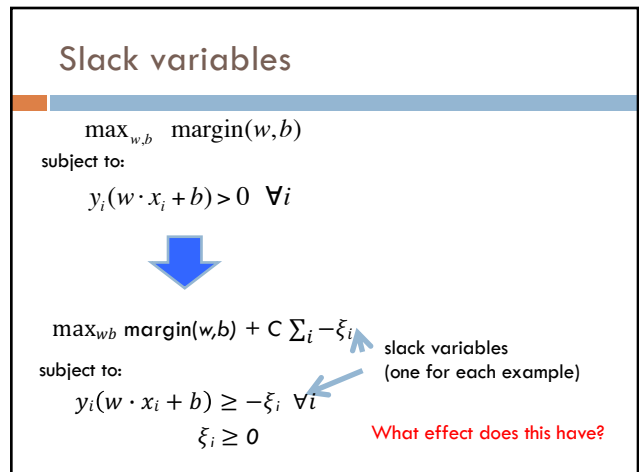 Slack variables
max_{w,b} margin(w,b)
subject to:
y_i(w · x_i + b) > 0 ∀i
max_{wb} margin(w,b) + C ∑_i −ξ_i
slack variables
(one for each example)
subject to:
y_i(w · x_i + b) ≥ −ξ_i ∀i
ξ_i ≥ 0
What effect does this have?